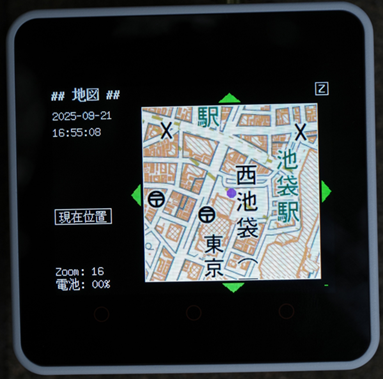 ## 地図 ##
Z
2025-09-21
16:55:08
駅
X
X
池袋駅
西池袋(
〒
〒
東京
現在位置
Zoom: 16
電池: 00%